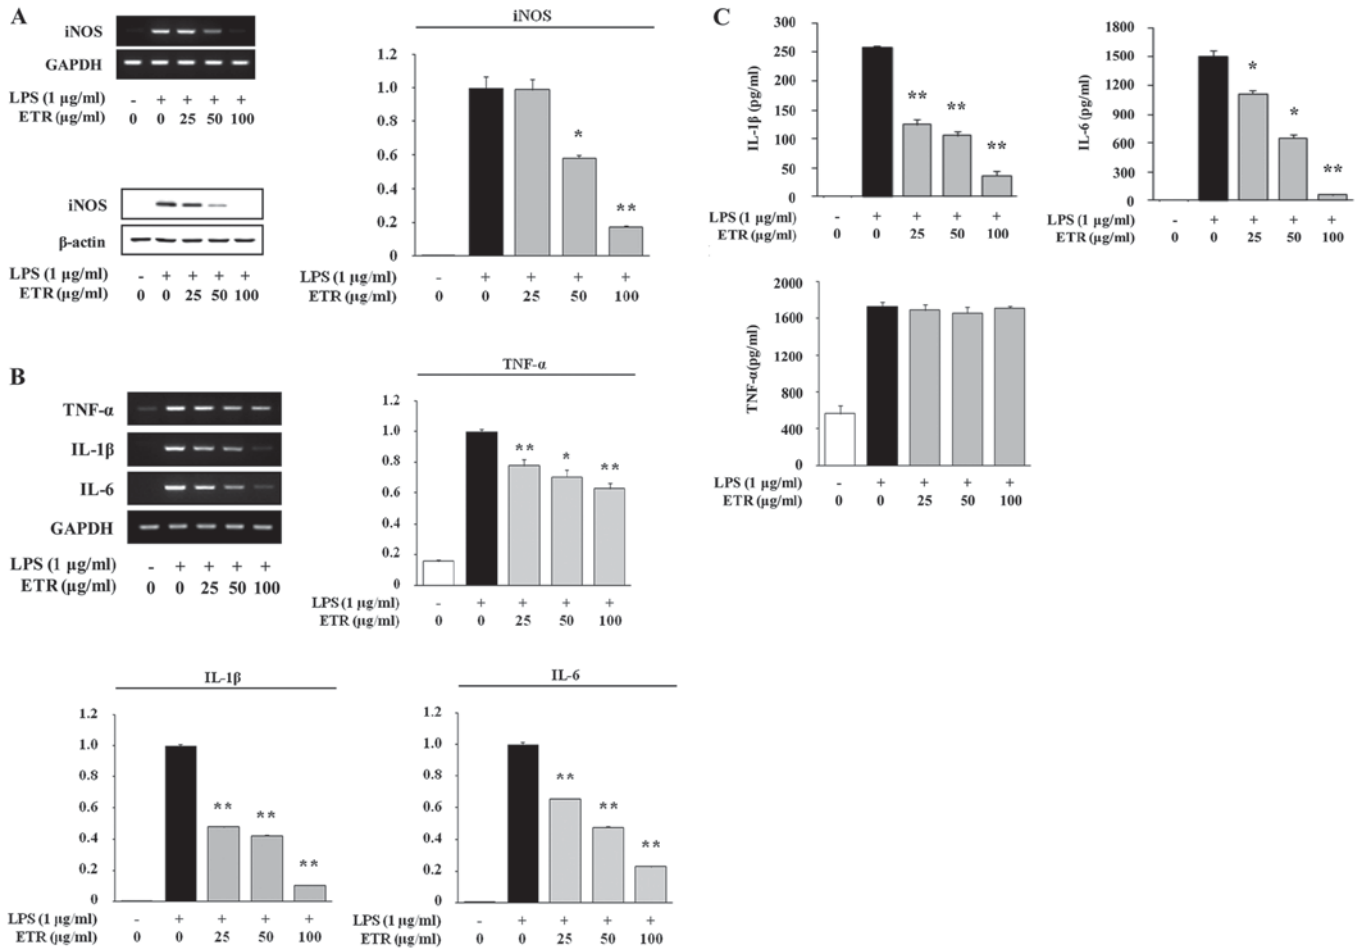 A
iNOS
GAPDH
LPS (1 µg/ml) - + + + +
ETR (µg/ml) 0 0 25 50 100
iNOS
β-actin
LPS (1 µg/ml) - + + + +
ETR (µg/ml) 0 0 25 50 100
iNOS
1.2
1.0
0.8
0.6
0.4
0.2
0
*
**
LPS (1 µg/ml) - + + + +
ETR (µg/ml) 0 0 25 50 100
B
TNF-α
IL-1β
IL-6
GAPDH
LPS (1 µg/ml) - + + + +
ETR (µg/ml) 0 0 25 50 100
TNF-α
1.2
1.0
0.8
0.6
0.4
0.2
0
** * **
LPS (1 µg/ml) - + + + +
ETR (µg/ml) 0 0 25 50 100
IL-1β
1.2
1.0
0.8
0.6
0.4
0.2
0
** ** **
LPS (1 µg/ml) - + + + +
ETR (µg/ml) 0 0 25 50 100
IL-6
1.2
1.0
0.8
0.6
0.4
0.2
0
** ** **
LPS (1 µg/ml) - + + + +
ETR (µg/ml) 0 0 25 50 100
C
IL-1β (pg/ml)
300
250
200
150
100
50
0
** ** **
LPS (1 µg/ml) - + + + +
ETR (µg/ml) 0 0 25 50 100
IL-6 (pg/ml)
1800
1500
1200
900
600
300
0
* * **
LPS (1 µg/ml) - + + + +
ETR (µg/ml) 0 0 25 50 100
TNF-α(pg/ml)
2000
1600
1200
800
400
0
LPS (1 µg/ml) - + + + +
ETR (µg/ml) 0 0 25 50 100